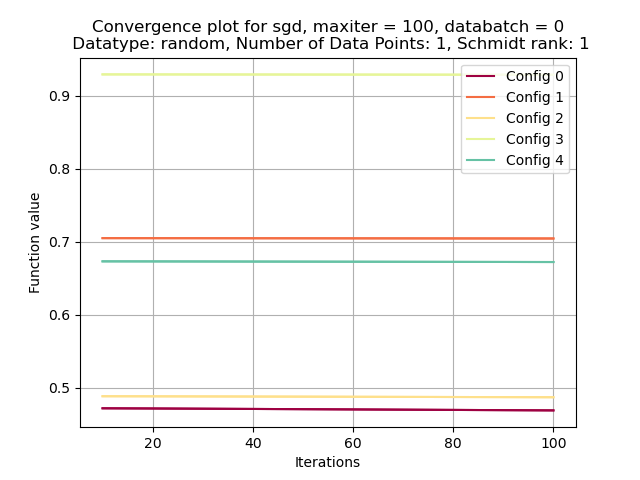 Convergence plot for sgd, maxiter = 100, databatch = 0
Datatype: random, Number of Data Points: 1, Schmidt rank: 1
Config 0
Config 1
Config 2
Config 3
Config 4
0.9
0.8
0.7
0.6
0.5
Function value
20 40 60 80 100
Iterations